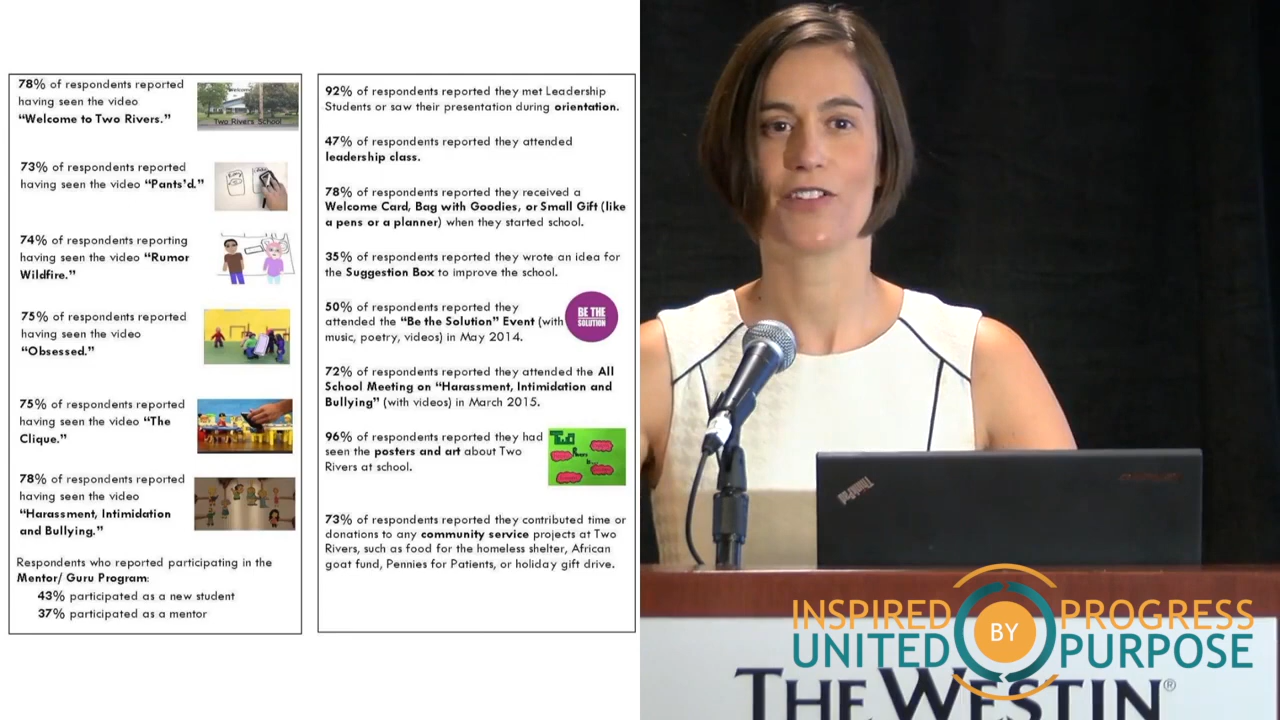 78% of respondents reported
having seen the video
“Welcome to Two Rivers.”
Welcome
Two Rivers School
73% of respondents reported
having seen the video “Pants’d.”
74% of respondents reporting
having seen the video “Rumor
Wildfire.”
75% of respondents reported
having seen the video
“Obsessed.”
75% of respondents reported
having seen the video “The
Clique.”
78% of respondents reported
having seen the video
“Harassment, Intimidation
and Bullying.”
Respondents who reported participating in the
Mentor/ Guru Program:
43% participated as a new student
37% participated as a mentor
92% of respondents reported they met Leadership
Students or saw their presentation during orientation.
47% of respondents reported they attended
leadership class.
78% of respondents reported they received a
Welcome Card, Bag with Goodies, or Small Gift (like
a pens or a planner) when they started school.
35% of respondents reported they wrote an idea for
the Suggestion Box to improve the school.
50% of respondents reported they
attended the “Be the Solution” Event (with
music, poetry, videos) in May 2014.
BE THE
SOLUTION
72% of respondents reported they attended the All
School Meeting on “Harassment, Intimidation and
Bullying” (with videos) in March 2015.
96% of respondents reported they had
seen the posters and art about Two
Rivers at school.
Two
Rivers
73% of respondents reported they contributed time or
donations to any community service projects at Two
Rivers, such as food for the homeless shelter, African
goat fund, Pennies for Patients, or holiday gift drive.
ThinkPad
INSPIRED BY PROGRESS
UNITED PURPOSE
THE WESTIN®